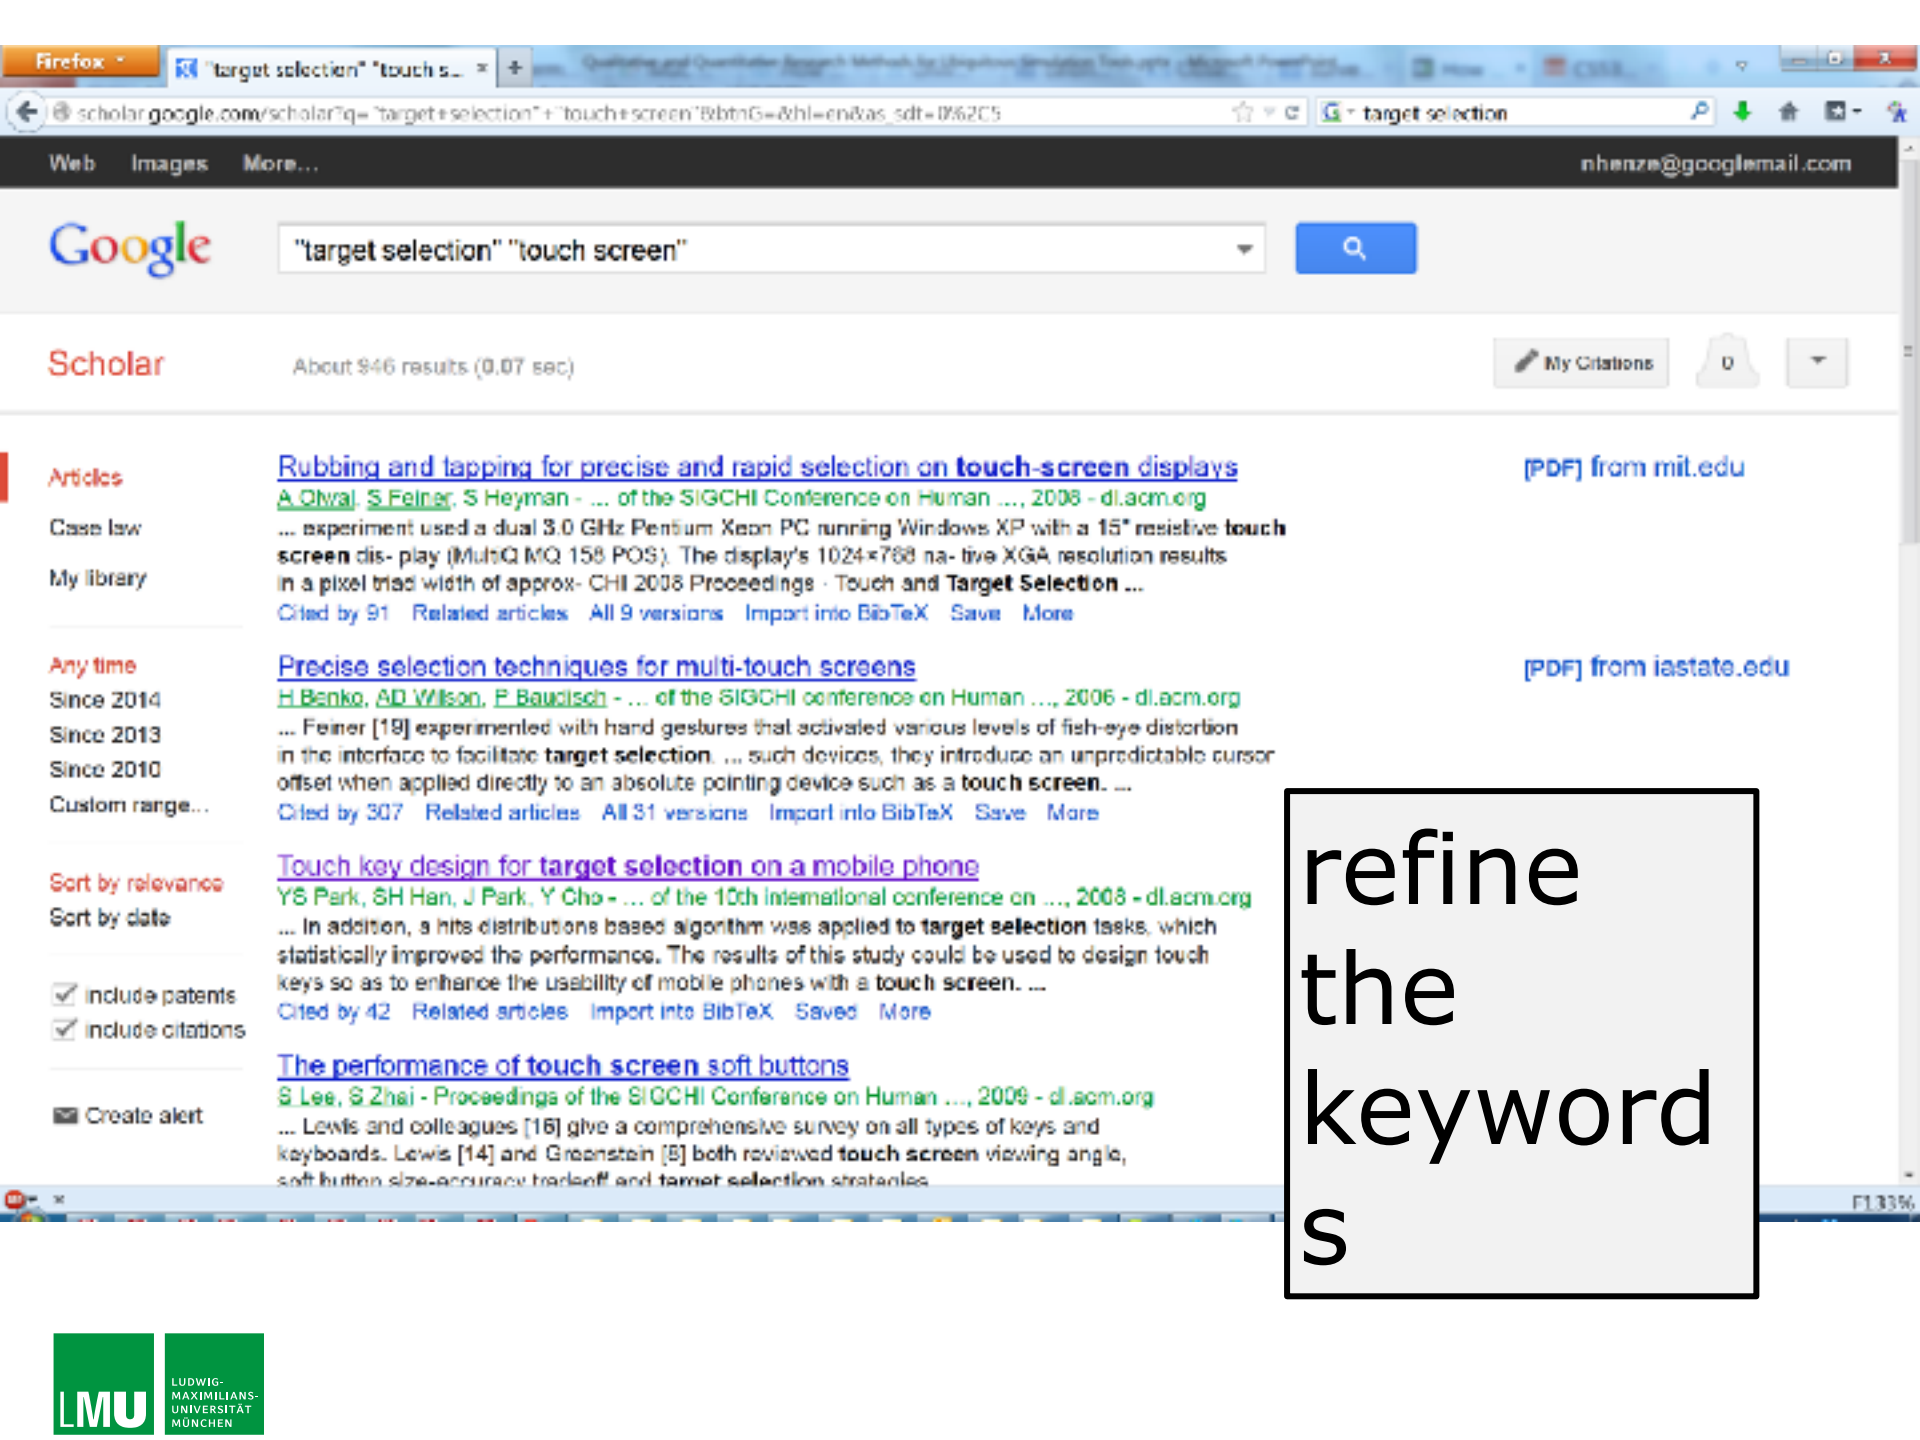 Firefox
"target selection" "touch s...
Qualitative and Quantitative Research Methods for Ubiquitous
scholar.google.com/scholar?q="target+selection"+"touch+screen"&btnG=&hl=en&as_sdt=0%2C5
target selection
Web Images More...
nhenze@googlemail.com
Google
"target selection" "touch screen"
Scholar
About 946 results (0.07 sec)
My Citations
0
Articles
Case law
My library
Any time
Since 2014
Since 2013
Since 2010
Custom range...
Sort by relevance
Sort by date
include patents
include citations
Create alert
Rubbing and tapping for precise and rapid selection on touch-screen displays
[PDF] from mit.edu
A Olwal, S Feiner, S Heyman - ... of the SIGCHI Conference on Human ..., 2008 - dl.acm.org
... experiment used a dual 3.0 GHz Pentium Xeon PC running Windows XP with a 15" resistive touch
screen dis- play (MultiQ MQ 158 POS). The display's 1024×768 na- tive XGA resolution results
in a pixel triad width of approx- CHI 2008 Proceedings · Touch and Target Selection ...
Cited by 91 Related articles All 9 versions Import into BibTeX Save More
Precise selection techniques for multi-touch screens
[PDF] from iastate.edu
H Benko, AD Wilson, P Baudisch - ... of the SIGCHI conference on Human ..., 2006 - dl.acm.org
... Feiner [19] experimented with hand gestures that activated various levels of fish-eye distortion
in the interface to facilitate target selection. ... such devices, they introduce an unpredictable cursor
offset when applied directly to an absolute pointing device such as a touch screen. ...
Cited by 307 Related articles All 31 versions Import into BibTeX Save More
Touch key design for target selection on a mobile phone
YS Park, SH Han, J Park, Y Cho - ... of the 10th international conference on ..., 2008 - dl.acm.org
... In addition, a hits distributions based algorithm was applied to target selection tasks, which
statistically improved the performance. The results of this study could be used to design touch
keys so as to enhance the usability of mobile phones with a touch screen. ...
Cited by 42 Related articles Import into BibTeX Saved More
The performance of touch screen soft buttons
S Lee, S Zhai - Proceedings of the SIGCHI Conference on Human ..., 2009 - dl.acm.org
... Lewis and colleagues [16] give a comprehensive survey on all types of keys and
keyboards. Lewis [14] and Greenstein [8] both reviewed touch screen viewing angle,
soft button size-accuracy tradeoff and target selection strategies
133%
refine
the
keyword
s
LMU
LUDWIG-
MAXIMILIANS-
UNIVERSITÄT
MÜNCHEN